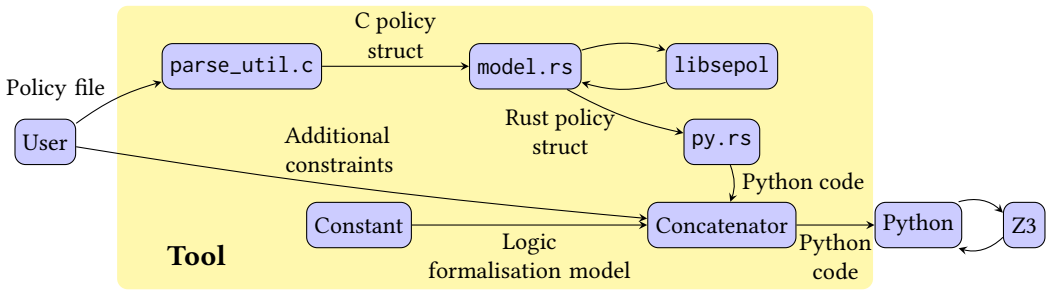 C policy
struct
parse_util.c
model.rs
libsepol
Policy file
Rust policy
struct
User
Additional
constraints
py.rs
Python code
Constant
Concatenator
Python
Z3
Tool
Logic
formalisation model
Python
code